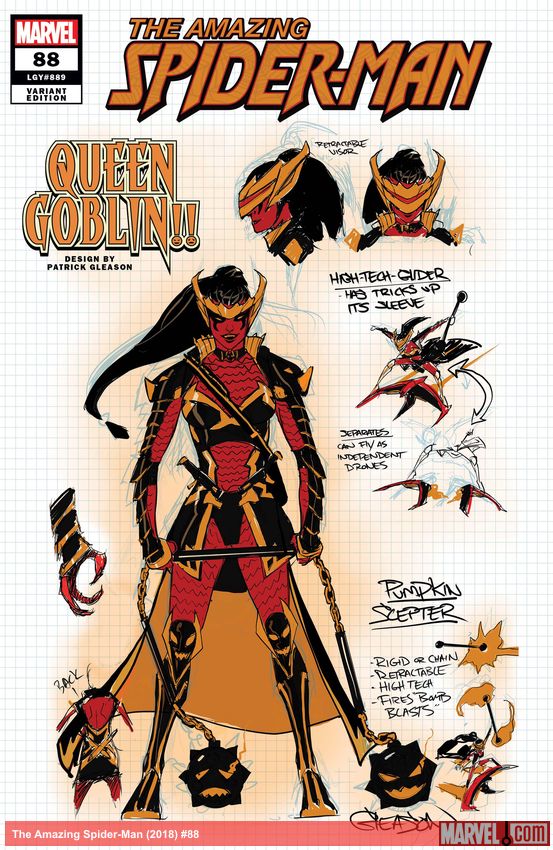 MARVEL
88
LGY#889
VARIANT
EDITION
THE AMAZING
SPIDER-MAN
QUEEN
GOBLIN!!
DESIGN BY
PATRICK GLEASON
RETRACTABLE
VISOR
HIGH-TECH-GLIDER
- HAS TRICKS UP
ITS SLEEVE
SEPARATES
CAN FLY AS
INDEPENDENT
DRONES
PUMPKIN
SCEPTER
- RIGID OR CHAIN
- RETRACTABLE
- HIGH TECH
- FIRES "BOMB
BLASTS"
BACK
GLEASON
The Amazing Spider-Man (2018) #88
MARVEL.com